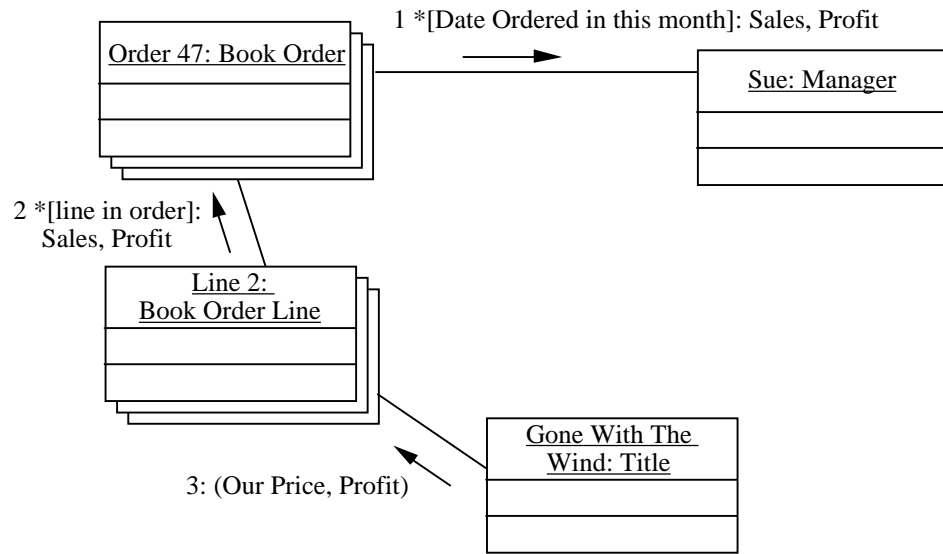 1 *[Date Ordered in this month]: Sales, Profit
Order 47: Book Order
Sue: Manager
2 *[line in order]:
Sales, Profit
Line 2:
Book Order Line
Gone With The
Wind: Title
3: (Our Price, Profit)